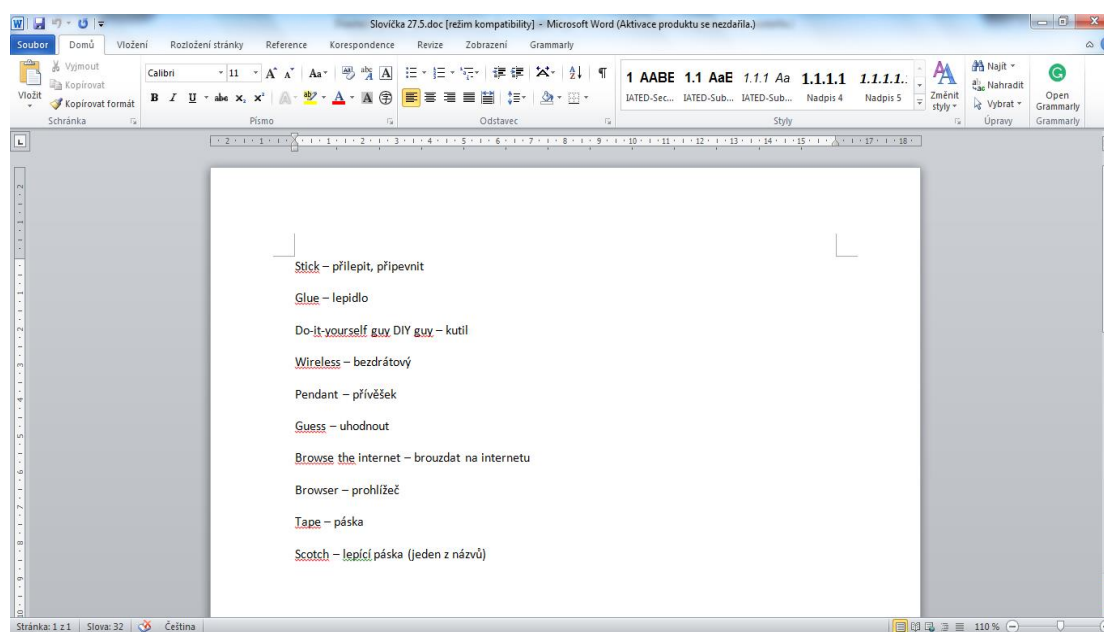 Slovíčka 27.5.doc [režim kompatibility] - Microsoft Word (Aktivace produktu se nezdařila.)
Soubor Domů Vložení Rozložení stránky Reference Korespondence Revize Zobrazení Grammarly
Vložit
Vyjmout
Kopírovat
Kopírovat formát
Schránka
Calibri 11
Písmo
Odstavec
1 AABE 1.1 AaE 1.1.1 Aa 1.1.1.1 1.1.1.1.
IATED-Sec... IATED-Sub... IATED-Sub... Nadpis 4 Nadpis 5
Změnit styly
Styly
Najít
Nahradit
Vybrat
Úpravy
Open Grammarly
Grammarly
Stick – přilepit, připevnit
Glue – lepidlo
Do-it-yourself guy DIY guy – kutil
Wireless – bezdrátový
Pendant – přívěšek
Guess – uhodnout
Browse the internet – brouzdat na internetu
Browser – prohlížeč
Tape – páska
Scotch – lepící páska (jeden z názvů)
Stránka: 1 z 1 Slova: 32 Čeština 110 %